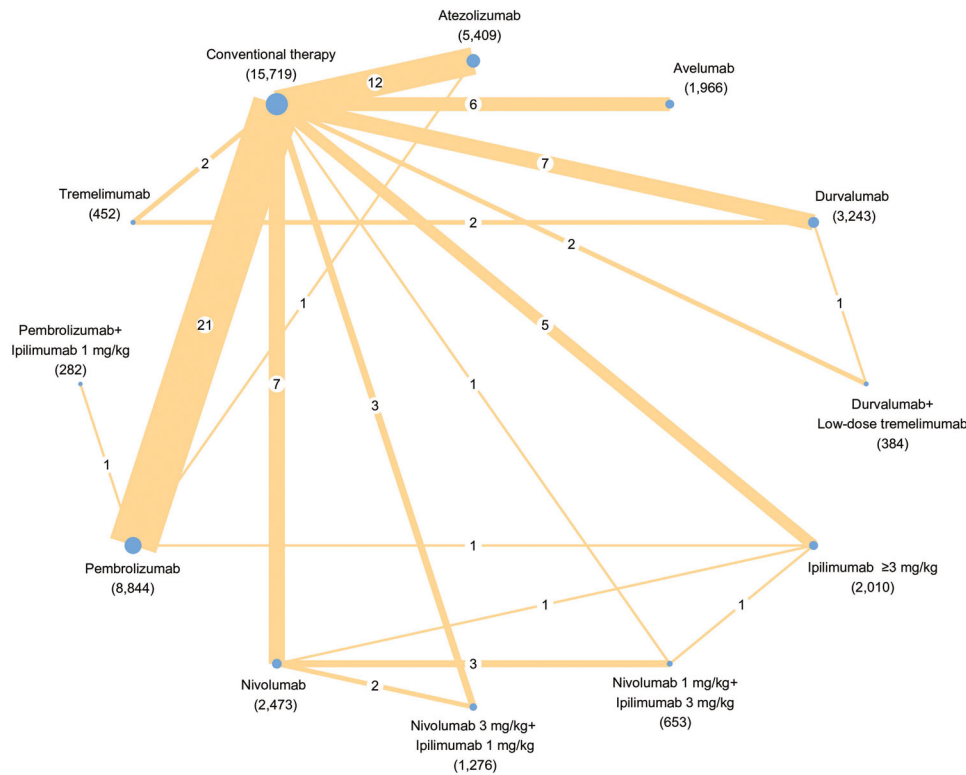 Atezolizumab
(5,409)
Conventional therapy
(15,719)
12
Avelumab
(1,966)
6
7
2
Tremelimumab
(452)
2
Durvalumab
(3,243)
2
1
1
Pembrolizumab+
Ipilimumab 1 mg/kg
(282)
21
5
7
1
3
Durvalumab+
Low-dose tremelimumab
(384)
1
Pembrolizumab
(8,844)
1
Ipilimumab ≥3 mg/kg
(2,010)
1
1
Nivolumab
(2,473)
3
2
Nivolumab 1 mg/kg+
Ipilimumab 3 mg/kg
(653)
Nivolumab 3 mg/kg+
Ipilimumab 1 mg/kg
(1,276)